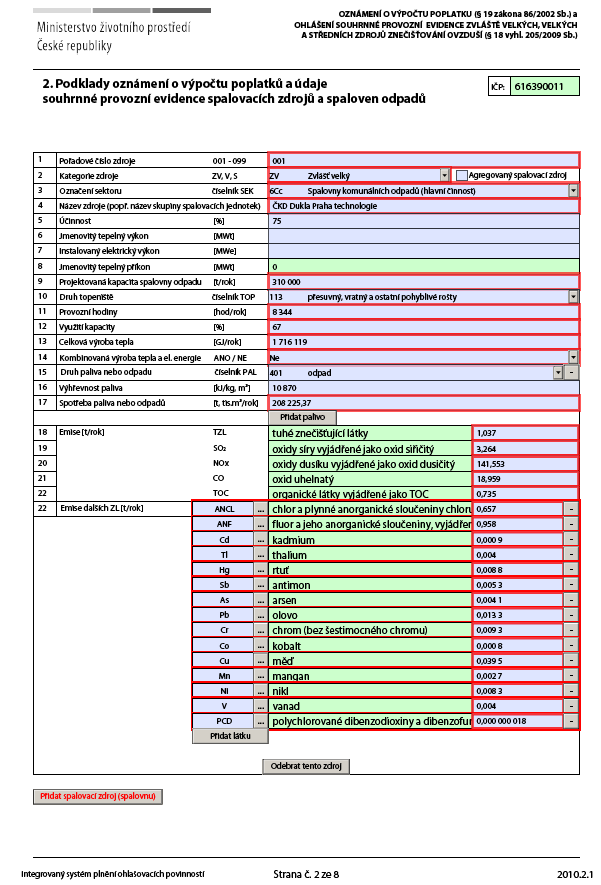 Ministerstvo životního prostředí
České republiky
OZNÁMENÍ O VÝPOČTU POPLATKU (§ 19 zákona 86/2002 Sb.) a
OHLÁŠENÍ SOUHRNNÉ PROVOZNÍ EVIDENCE ZVLÁŠTĚ VELKÝCH, VELKÝCH
A STŘEDNÍCH ZDROJŮ ZNEČIŠŤOVÁNÍ OVZDUŠÍ (§ 18 vyhl. 205/2009 Sb.)
2. Podklady oznámení o výpočtu poplatků a údaje
souhrnné provozní evidence spalovacích zdrojů a spaloven odpadů
IČP: 616390011
1 Pořadové číslo zdroje 001 - 099 001
2 Kategorie zdroje ZV, V, S ZV Zvlášť velký Agregovaný spalovací zdroj
3 Označení sektoru číselník SEK 6Cc Spalovny komunálních odpadů (hlavní činnost)
4 Název zdroje (popř. název skupiny spalovacích jednotek) ČKD Dukla Praha technologie
5 Účinnost [%] 75
6 Jmenovitý tepelný výkon [MWt]
7 Instalovaný elektrický výkon [MWe]
8 Jmenovitý tepelný příkon [MWt] 0
9 Projektovaná kapacita spalovny odpadu [t/rok] 310 000
10 Druh topeniště číselník TOP 113 přesuvný, vratný a ostatní pohyblivé rošty
11 Provozní hodiny [hod/rok] 8 344
12 Využití kapacity [%] 67
13 Celková výroba tepla [GJ/rok] 1 716 119
14 Kombinovaná výroba tepla a el. energie ANO / NE Ne
15 Druh paliva nebo odpadu číselník PAL 401 odpad -
16 Výhřevnost paliva [kJ/kg, m³] 10 870
17 Spotřeba paliva nebo odpadů [t, tis.m³/rok] 208 225,37
Přidat palivo
18 Emise [t/rok] TZL tuhé znečišťující látky 1,037
19 SO₂ oxidy síry vyjádřené jako oxid siřičitý 3,264
20 NOx oxidy dusíku vyjádřené jako oxid dusičitý 141,553
21 CO oxid uhelnatý 18,959
22 TOC organické látky vyjádřené jako TOC 0,735
22 Emise dalších ZL [t/rok] ANCL ... chlor a plynné anorganické sloučeniny chloru 0,657 -
ANF ... fluor a jeho anorganické sloučeniny, vyjádřen 0,958 -
Cd ... kadmium 0,000 9 -
Tl ... thalium 0,004 -
Hg ... rtuť 0,008 8 -
Sb ... antimon 0,005 3 -
As ... arsen 0,004 1 -
Pb ... olovo 0,013 3 -
Cr ... chrom (bez šestimocného chromu) 0,009 3 -
Co ... kobalt 0,000 8 -
Cu ... měď 0,039 5 -
Mn ... mangan 0,002 7 -
Ni ... nikl 0,008 3 -
V ... vanad 0,004 -
PCD ... polychlorované dibenzodioxiny a dibenzofur 0,000 000 018 -
Přidat látku
Odebrat tento zdroj
Přidat spalovací zdroj (spalovnu)
Integrovaný systém plnění ohlašovacích povinností
Strana č. 2 ze 8
2010.2.1